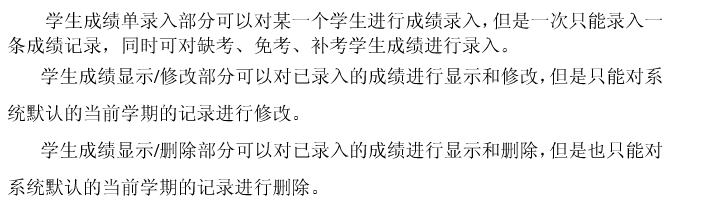 学生成绩单录入部分可以对某一个学生进行成绩录入，但是一次只能录入一
条成绩记录，同时可对缺考、免考、补考学生成绩进行录入。
学生成绩显示/修改部分可以对已录入的成绩进行显示和修改，但是只能对系
统默认的当前学期的记录进行修改。
学生成绩显示/删除部分可以对已录入的成绩进行显示和删除，但是也只能对
系统默认的当前学期的记录进行删除。